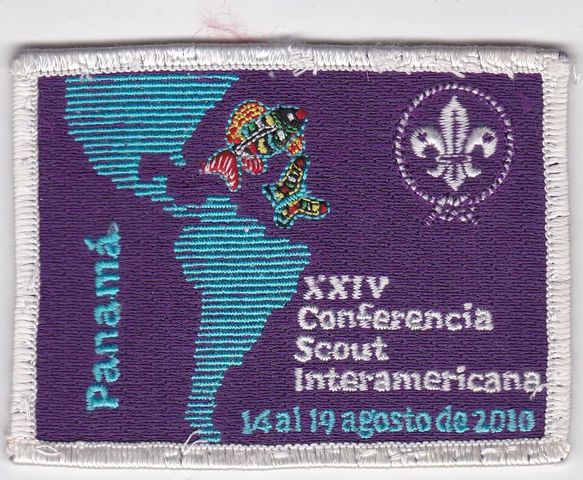 Panamá
XXIV
Conferencia
Scout
Interamericana
14 al 19 agosto de 2010